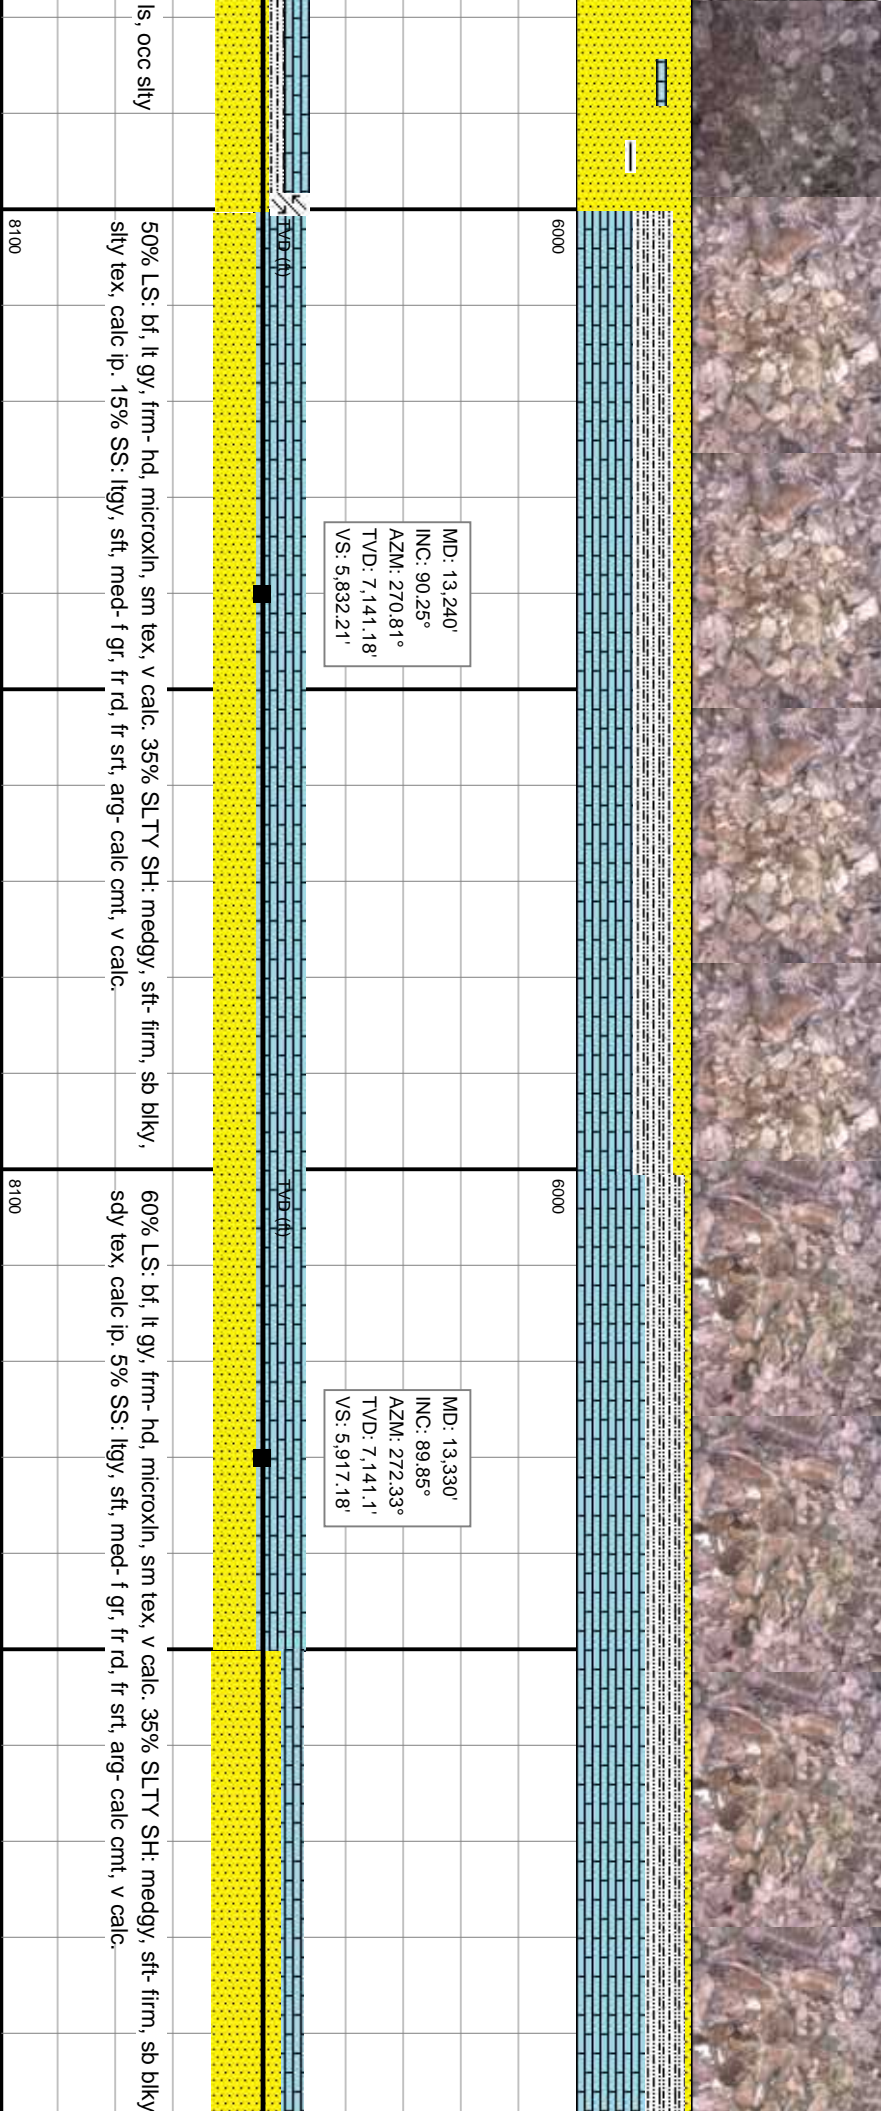 ls, occ slty
8100
TVD (ft)
6000
50% LS: bf, lt gy, frm- hd, microxln, sm tex, v calc. 35% SLTY SH: medgy, sft- firm, sb blky,
slty tex, calc ip. 15% SS: ltgy, sft, med- f gr, fr rd, fr srt, arg- calc cmt, v calc.
MD: 13,240'
INC: 90.25°
AZM: 270.81°
TVD: 7,141.18'
VS: 5,832.21'
8100
TVD (ft)
6000
60% LS: bf, lt gy, frm- hd, microxln, sm tex, v calc. 35% SLTY SH: medgy, sft- firm, sb blky
sdy tex, calc ip. 5% SS: ltgy, sft, med- f gr, fr rd, fr srt, arg- calc cmt, v calc.
MD: 13,330'
INC: 89.85°
AZM: 272.33°
TVD: 7,141.1'
VS: 5,917.18'